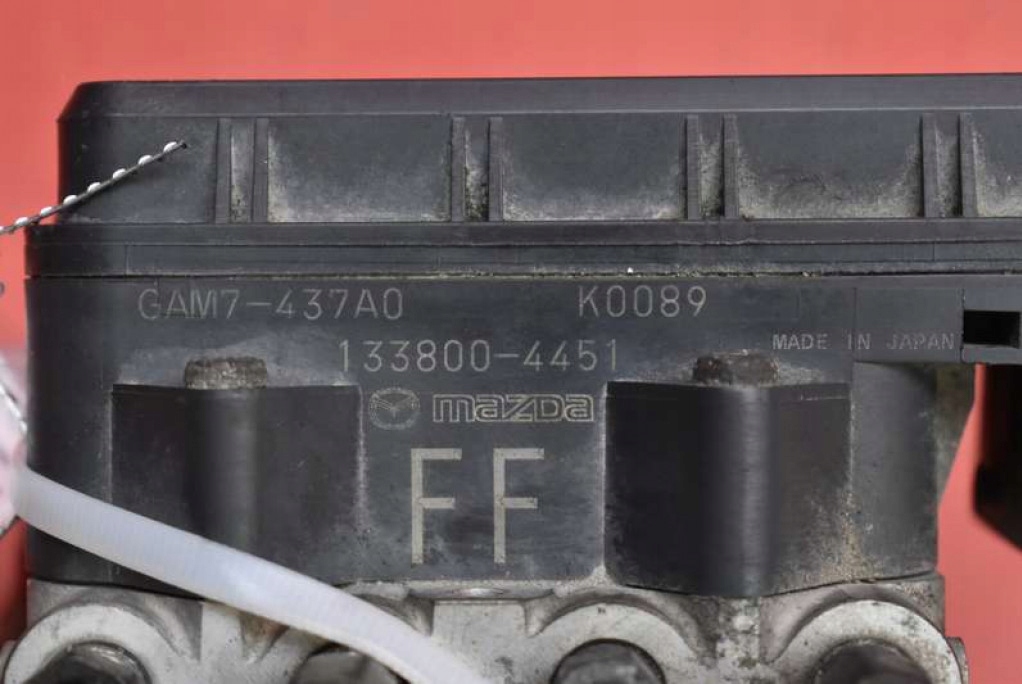 GAM7-437A0 K0089
133800-4451
MADE IN JAPAN
mazda
FF